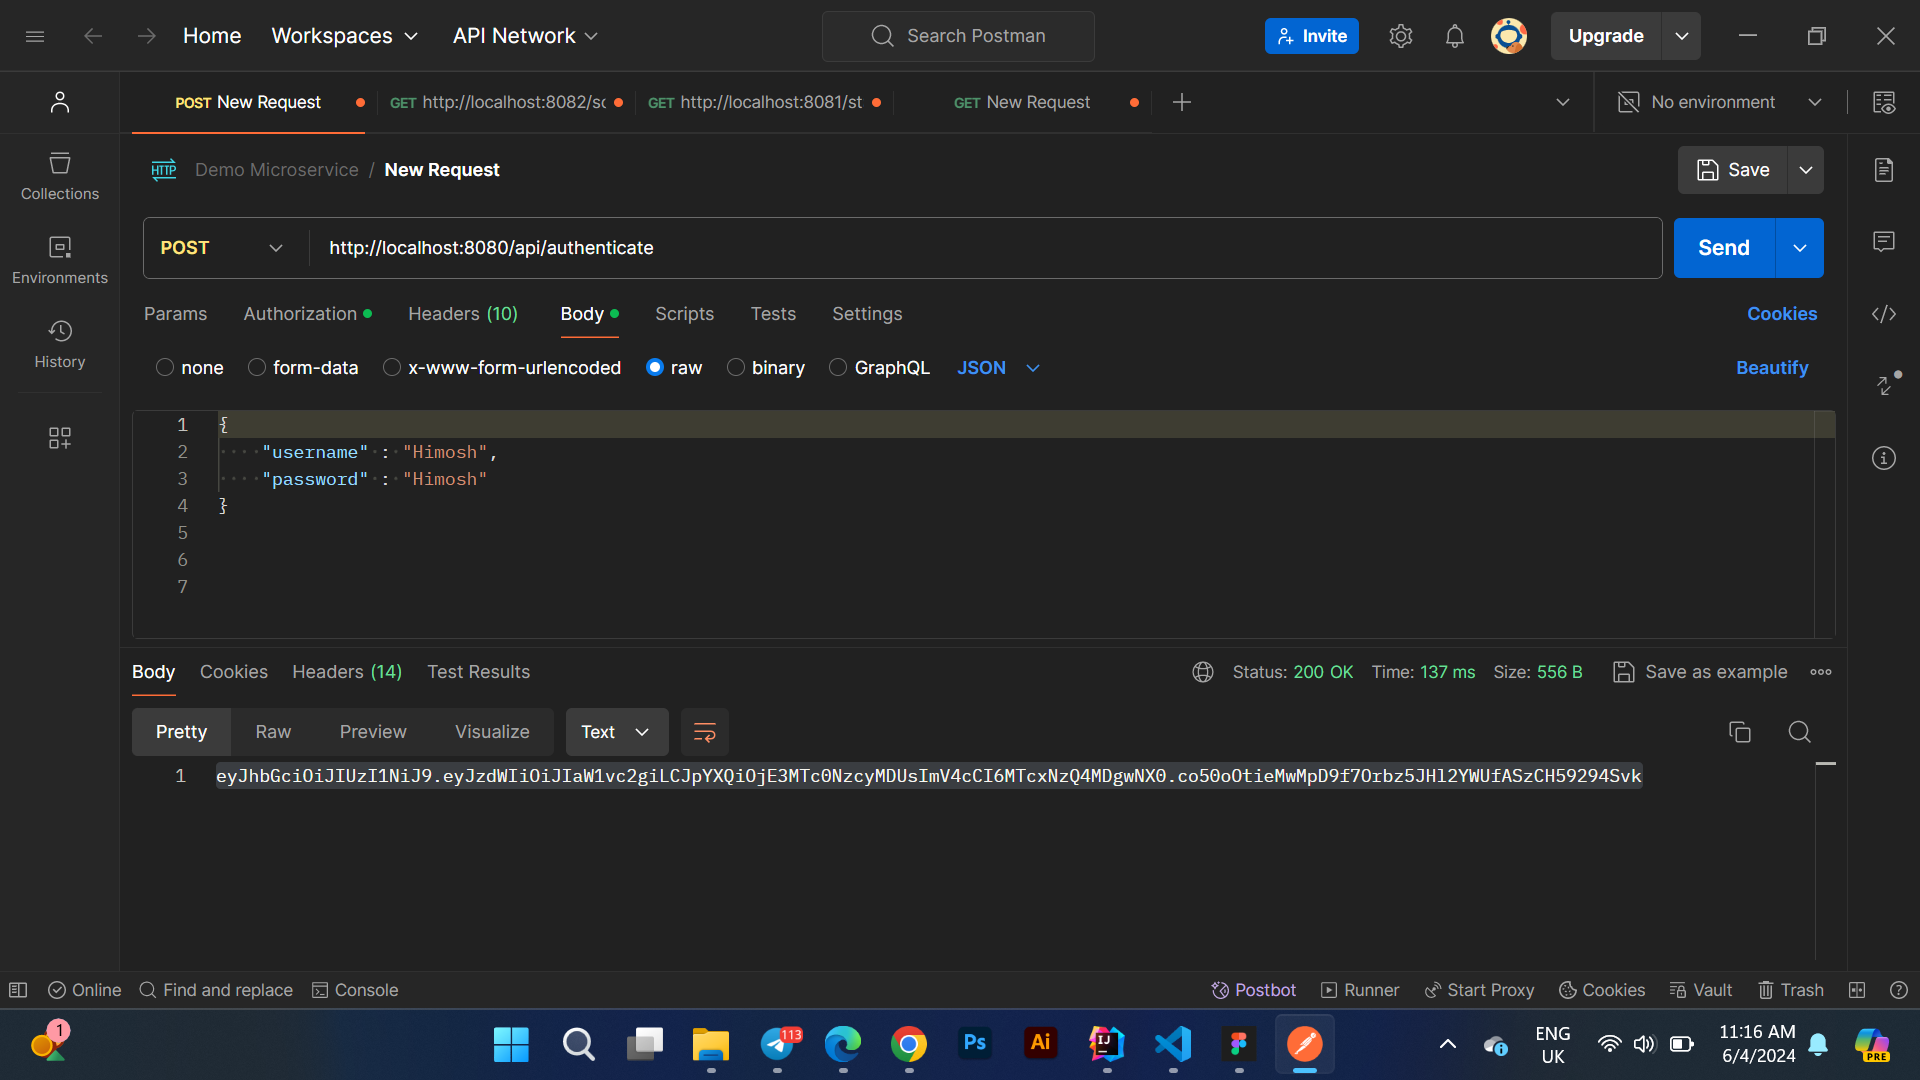 Home Workspaces API Network Search Postman Invite Upgrade
POST New Request GET http://localhost:8082/sc GET http://localhost:8081/st GET New Request No environment
HTTP Demo Microservice / New Request Save
Collections
POST http://localhost:8080/api/authenticate Send
Environments
Params Authorization Headers (10) Body Scripts Tests Settings Cookies
History
none form-data x-www-form-urlencoded raw binary GraphQL JSON Beautify
1 {
2 "username" : "Himosh",
3 "password" : "Himosh"
4 }
5
6
7
Body Cookies Headers (14) Test Results Status: 200 OK Time: 137 ms Size: 556 B Save as example
Pretty Raw Preview Visualize Text
1 eyJhbGciOiJIUzI1NiJ9.eyJzdWIiOiJIaW1vc2giLCJpYXQiOjE3MTc0NzcyMDUsImV4cCI6MTcxNzQ4MDgwNX0.co50oOtieMwMpD9f7Orbz5JHl2YWUfASzCH59294Svk
Online Find and replace Console Postbot Runner Start Proxy Cookies Vault Trash
1 113 Ps Ai IJ ENG 11:16 AM
UK 6/4/2024 PRE